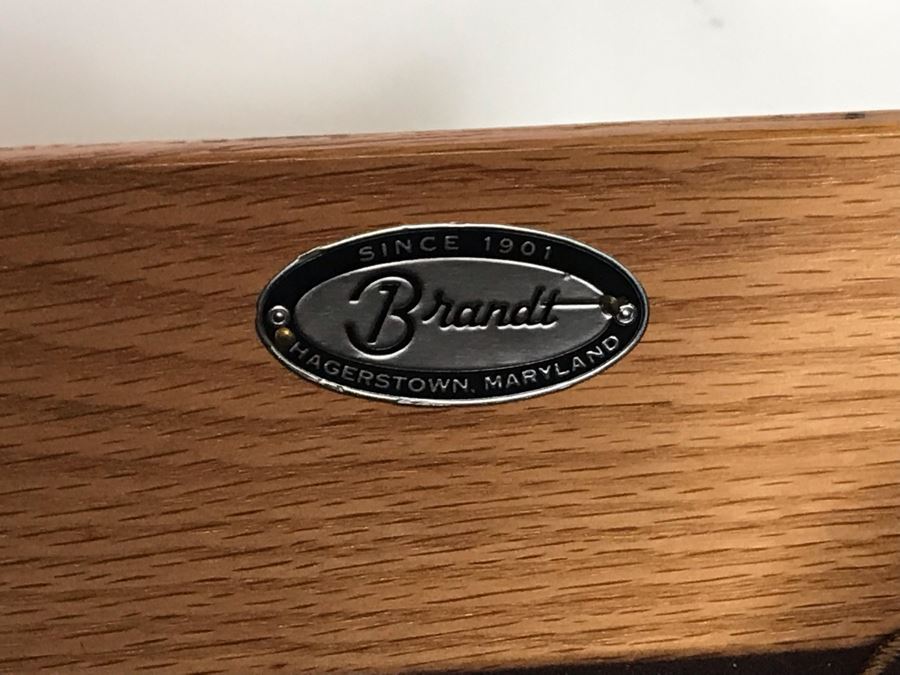 SINCE 1901
Brandt
HAGERSTOWN, MARYLAND